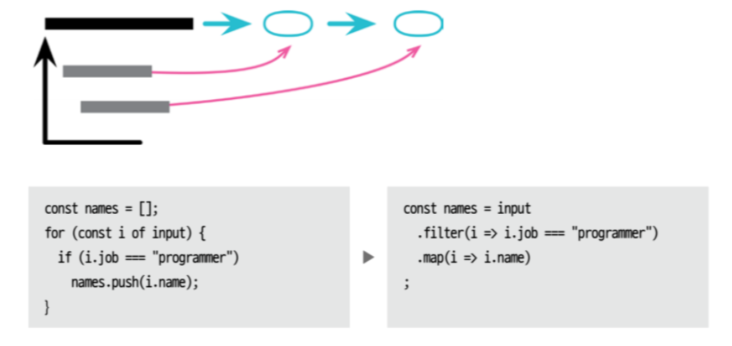 const names = [];
for (const i of input) {
  if (i.job === "programmer")
    names.push(i.name);
}
const names = input
  .filter(i => i.job === "programmer")
  .map(i => i.name)
;